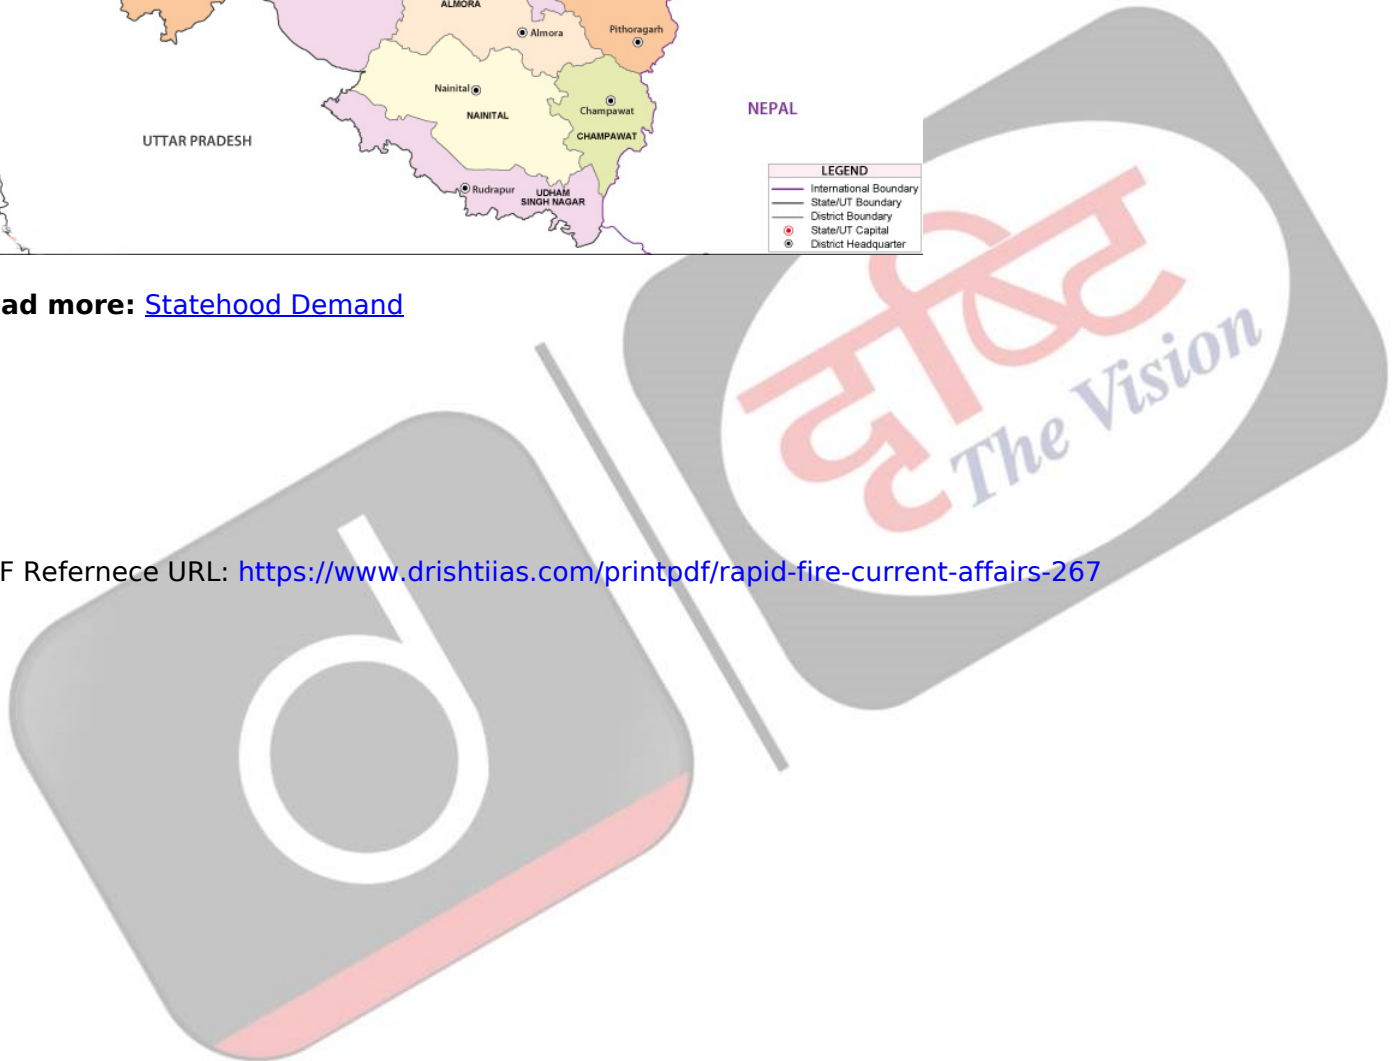 ALMORA
Almora
Pithoragarh
Nainital
NAINITAL
Champawat
CHAMPAWAT
NEPAL
UTTAR PRADESH
Rudrapur
UDHAM
SINGH NAGAR
LEGEND
International Boundary
State/UT Boundary
District Boundary
State/UT Capital
District Headquarter
ad more: Statehood Demand
दृष्टि
The Vision
F Refernece URL: https://www.drishtiias.com/printpdf/rapid-fire-current-affairs-267
d